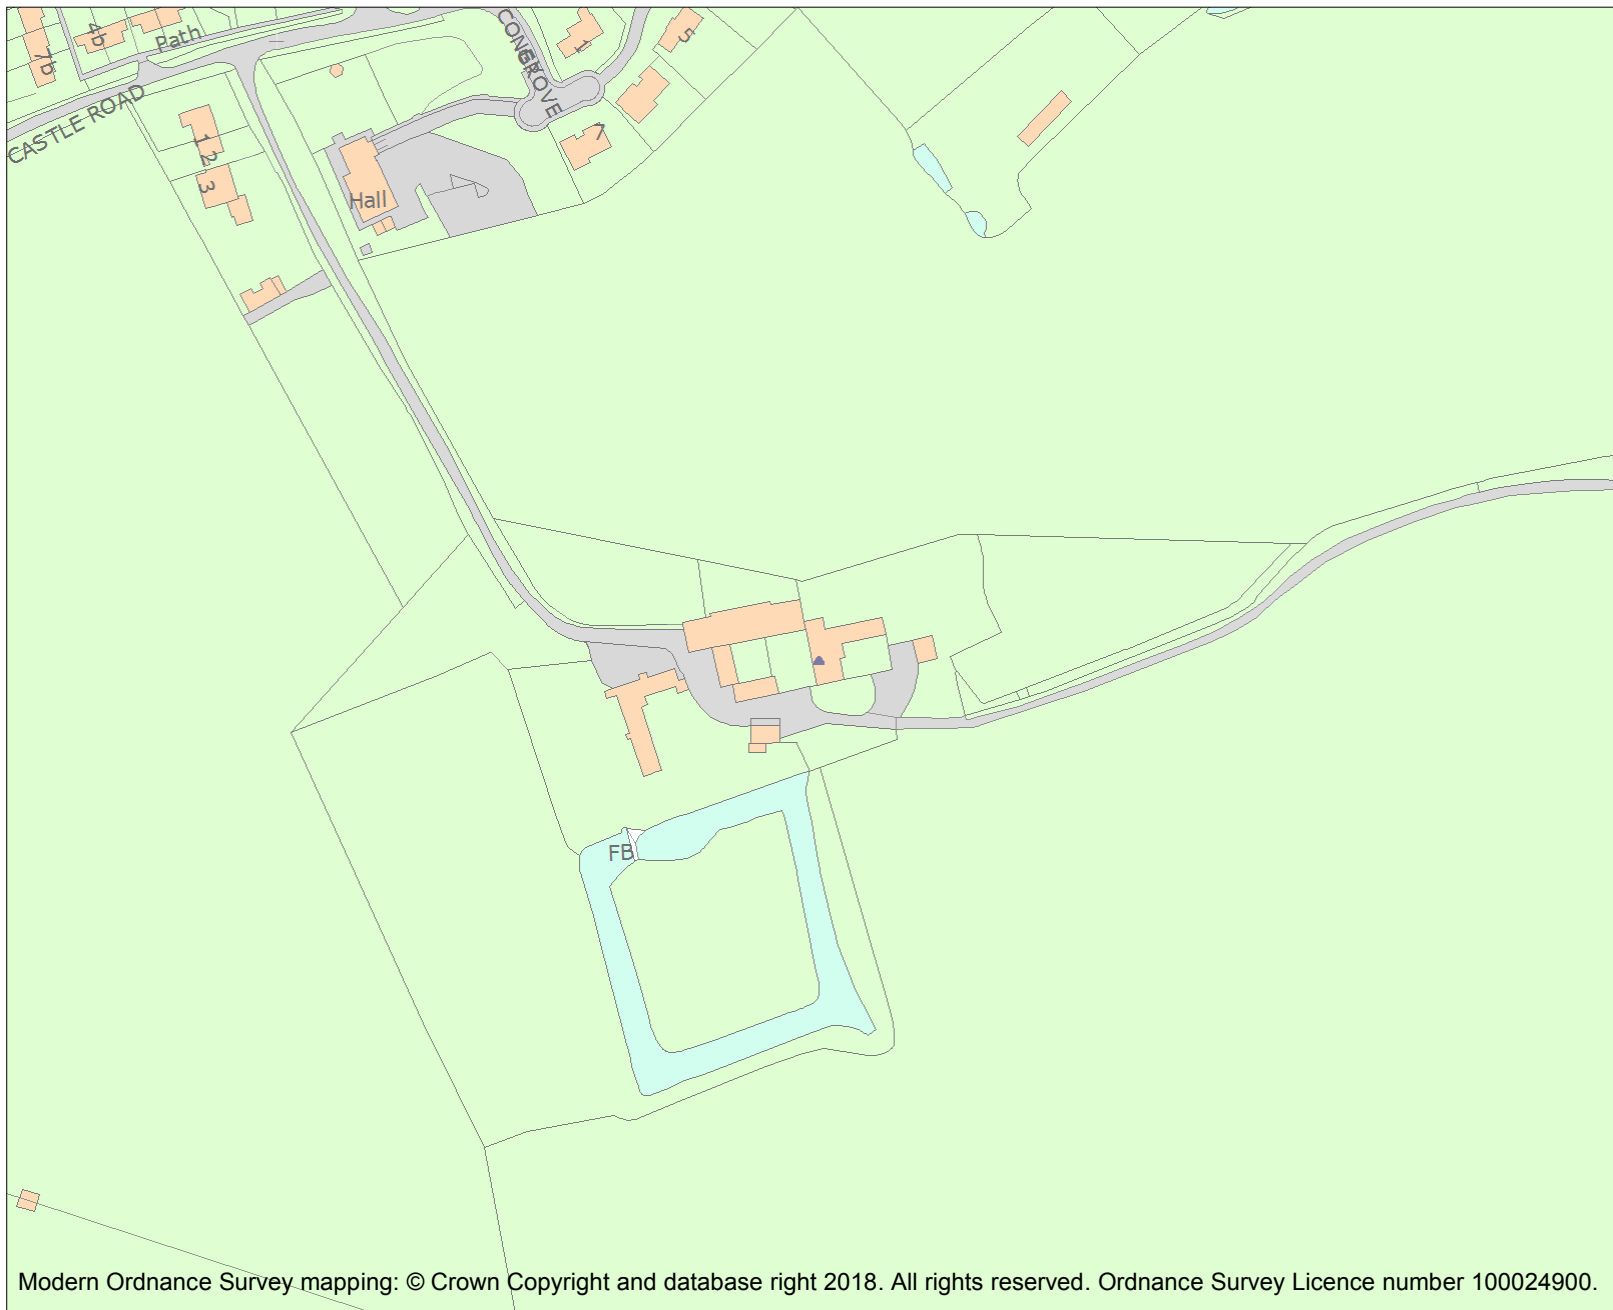 4b
Path
7b
CASTLE ROAD
1
5
7
1
2
3
Hall
FB
Modern Ordnance Survey mapping: © Crown Copyright and database right 2018. All rights reserved. Ordnance Survey Licence number 100024900.